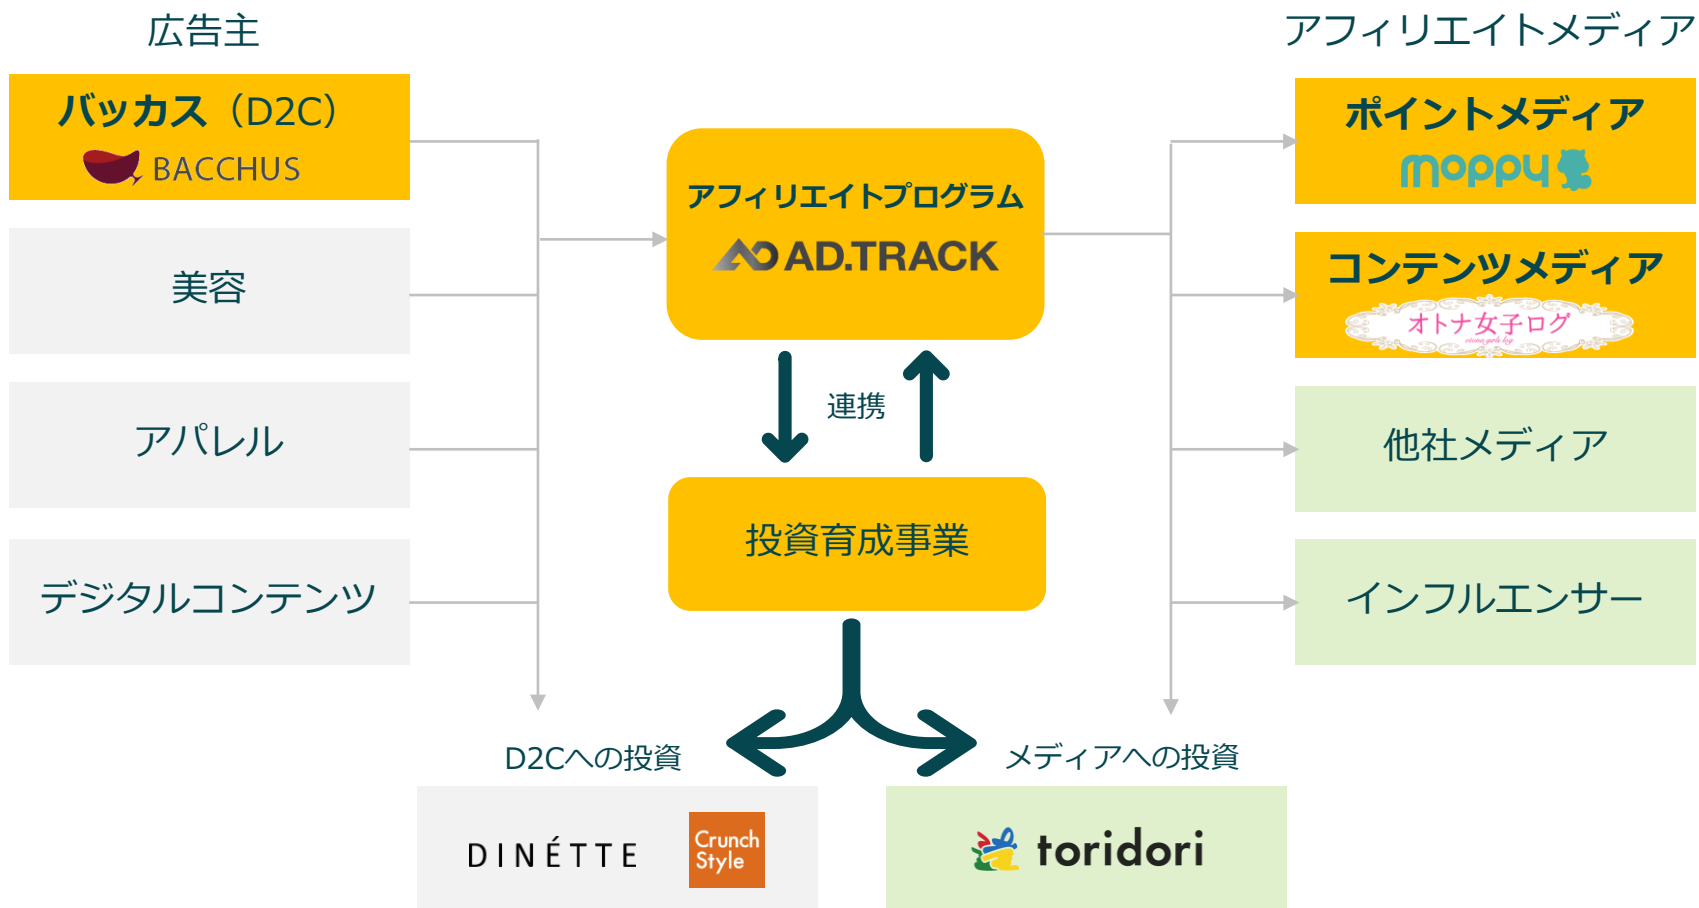 広告主
バッカス（D2C）
BACCHUS
美容
アパレル
デジタルコンテンツ
アフィリエイトプログラム
AD.TRACK
連携
投資育成事業
アフィリエイトメディア
ポイントメディア
moppy
コンテンツメディア
オトナ女子ログ
otona girls log
他社メディア
インフルエンサー
D2Cへの投資
DINÉTTE
Crunch
Style
メディアへの投資
toridori